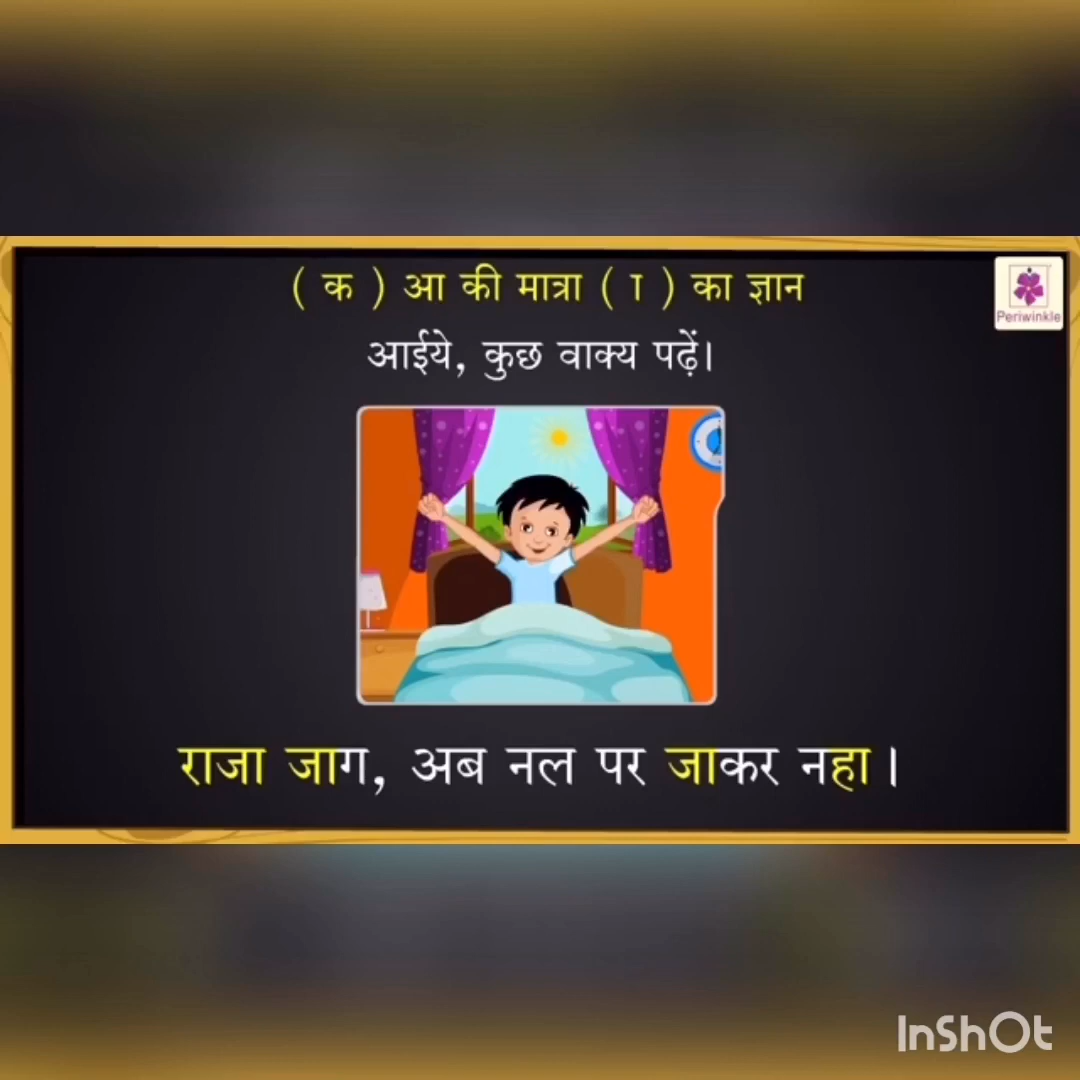 ( क ) आ की मात्रा ( ा ) का ज्ञान
Periwinkle
आईये, कुछ वाक्य पढ़ें।
राजा जाग, अब नल पर जाकर नहा।
InShOt